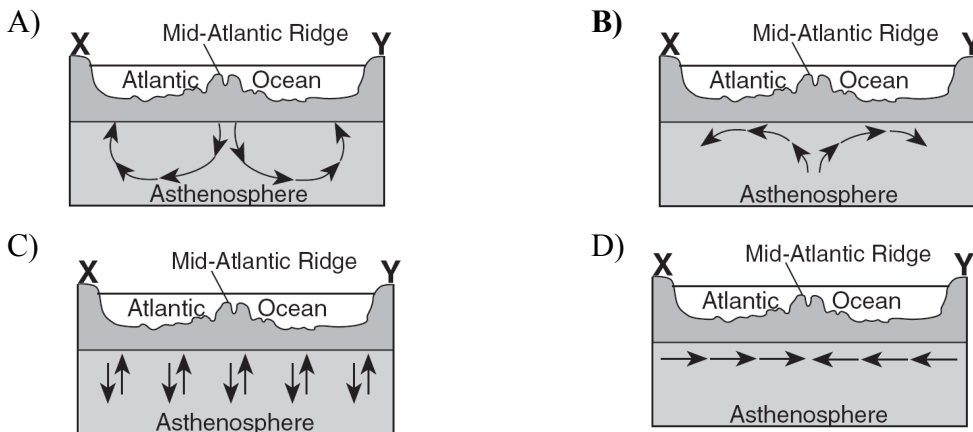 A)
Mid-Atlantic Ridge
X Y
Atlantic Ocean
Asthenosphere
B)
Mid-Atlantic Ridge
X Y
Atlantic Ocean
Asthenosphere
C)
Mid-Atlantic Ridge
X Y
Atlantic Ocean
Asthenosphere
D)
Mid-Atlantic Ridge
X Y
Atlantic Ocean
Asthenosphere